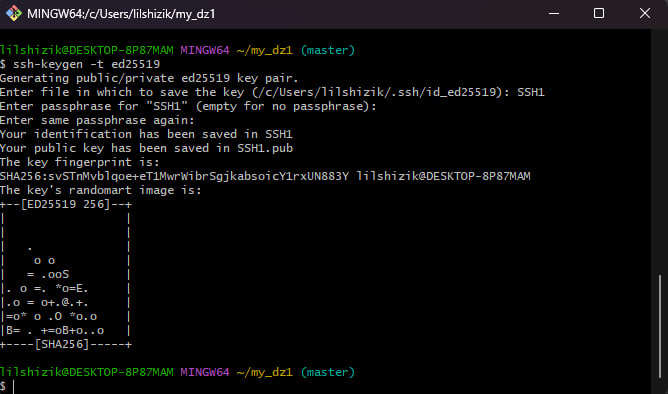 MINGW64:/c/Users/lilshizik/my_dz1
lilshizik@DESKTOP-8P87MAM MINGW64 ~/my_dz1 (master)
$ ssh-keygen -t ed25519
Generating public/private ed25519 key pair.
Enter file in which to save the key (/c/Users/lilshizik/.ssh/id_ed25519): SSH1
Enter passphrase for "SSH1" (empty for no passphrase):
Enter same passphrase again:
Your identification has been saved in SSH1
Your public key has been saved in SSH1.pub
The key fingerprint is:
SHA256:svSTnMvblqoe+eT1MwrWibrSgjkabsoicY1rxUN883Y lilshizik@DESKTOP-8P87MAM
The key's randomart image is:
+--[ED25519 256]--+
|                 |
|                 |
|   .             |
|    o o          |
|   = .ooS        |
|. o =. *o=E.     |
|.o = o+.@.+.     |
|=o* o .O *o.o    |
|B= . +=oB+o..o   |
+----[SHA256]-----+
lilshizik@DESKTOP-8P87MAM MINGW64 ~/my_dz1 (master)
$